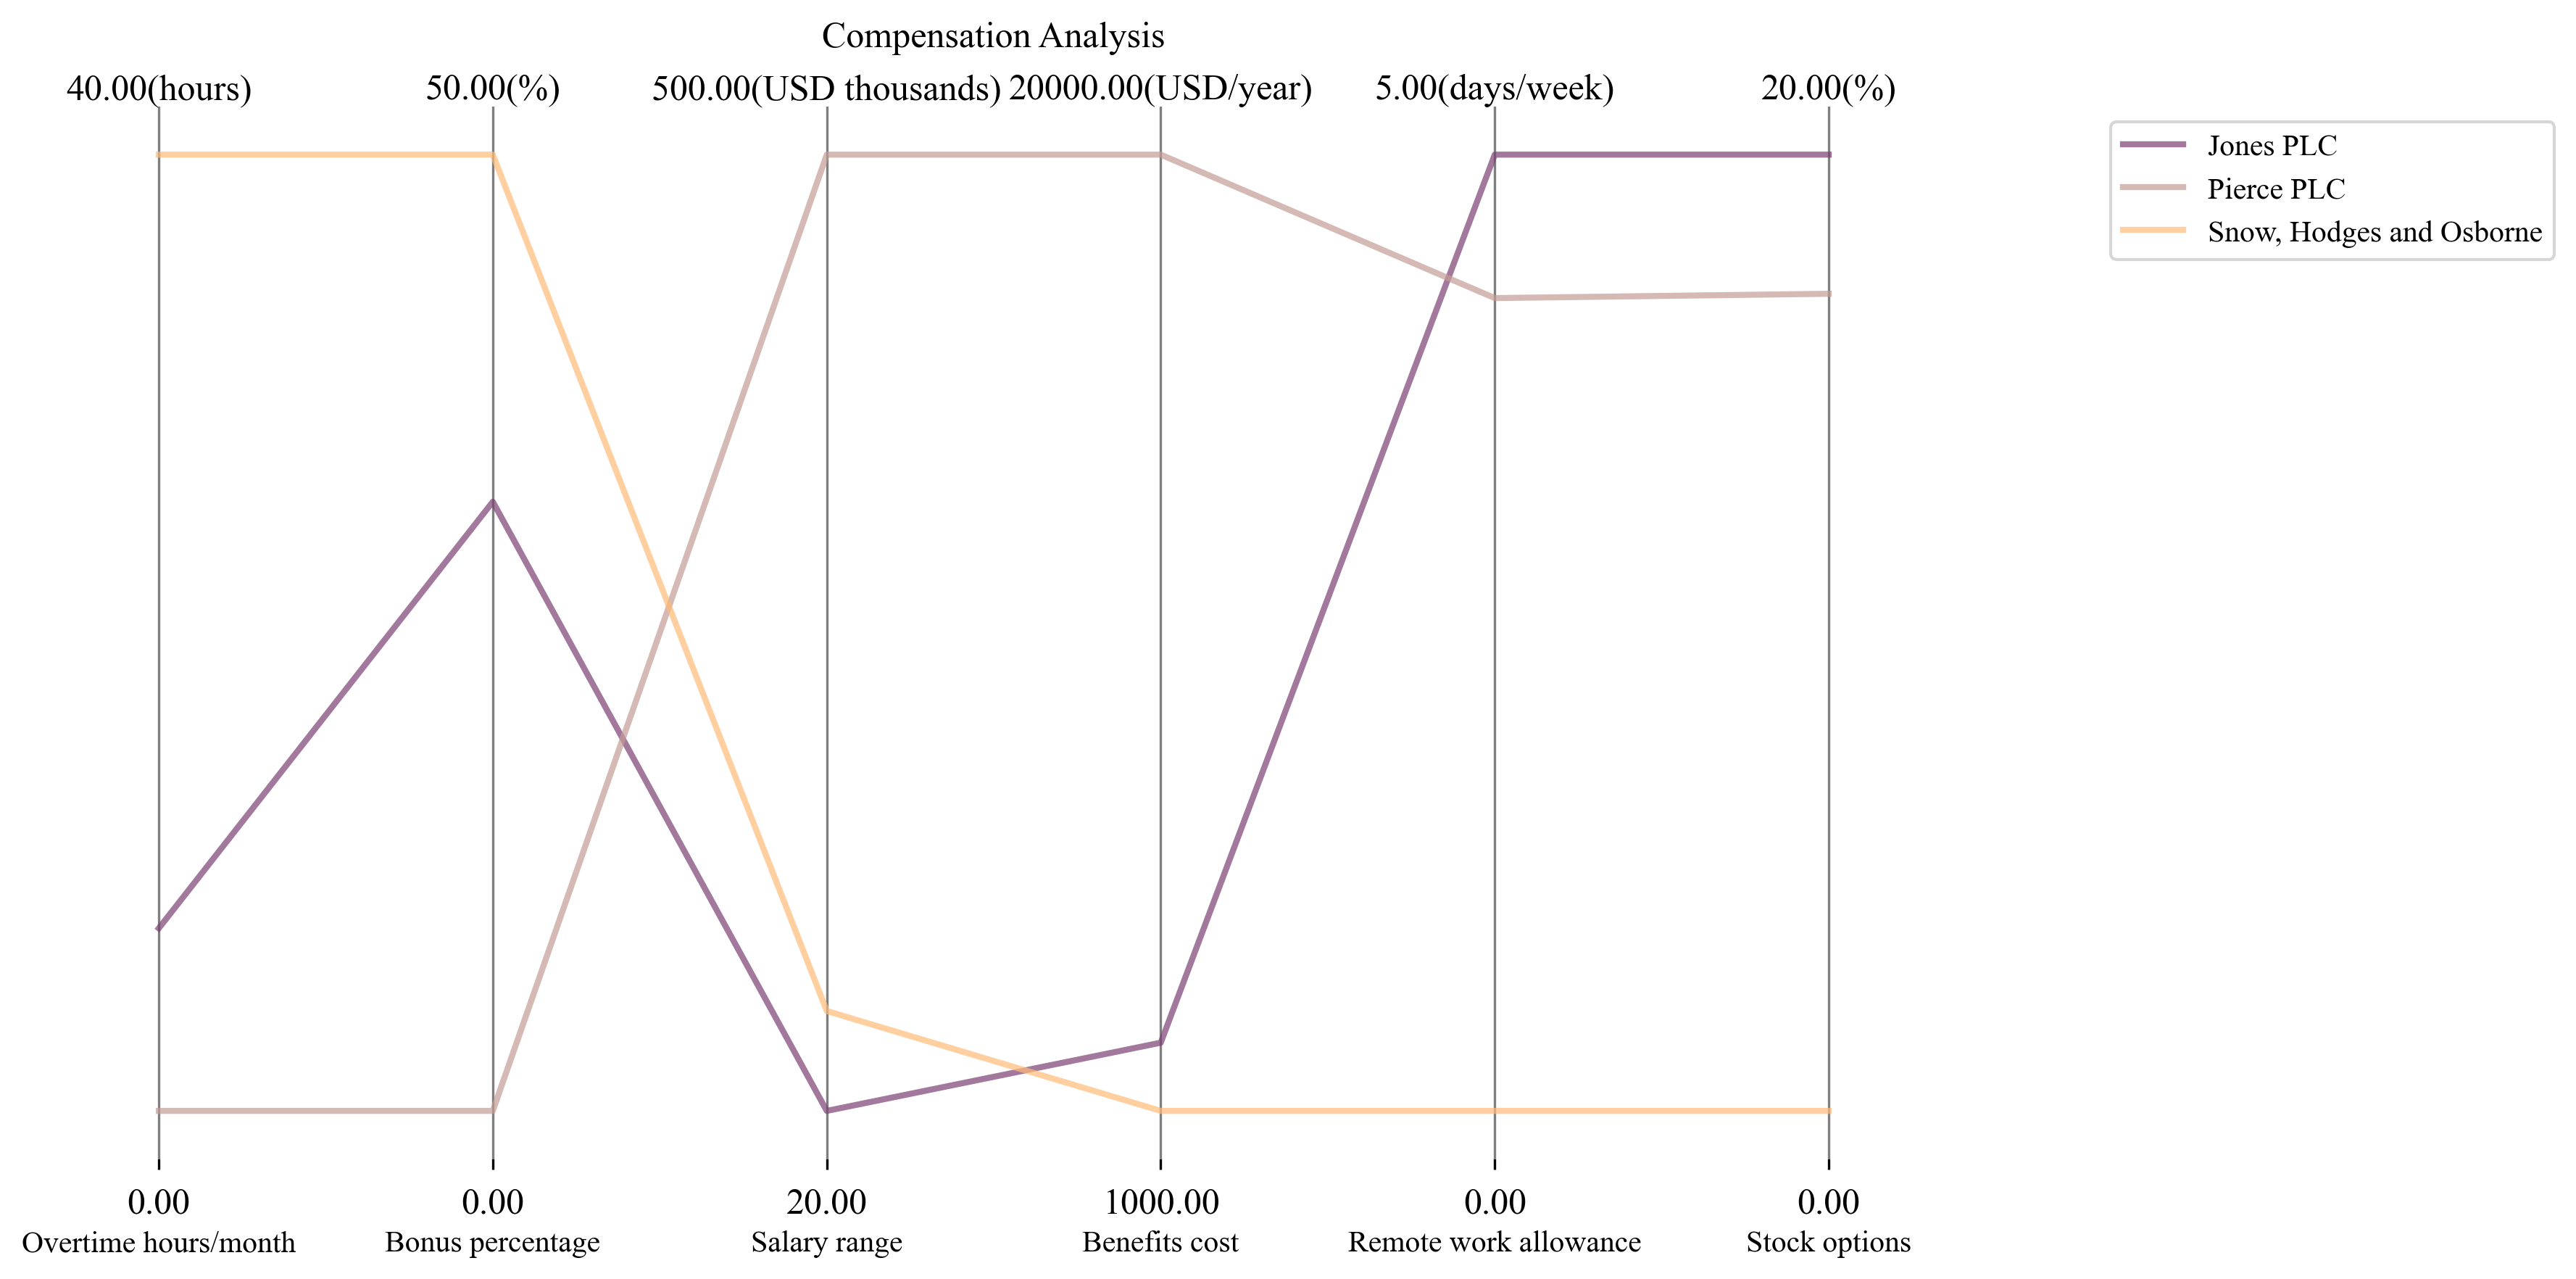 Compensation Analysis
40.00(hours) 50.00(%) 500.00(USD thousands) 20000.00(USD/year) 5.00(days/week) 20.00(%)
Jones PLC
Pierce PLC
Snow, Hodges and Osborne
0.00 0.00 20.00 1000.00 0.00 0.00
Overtime hours/month Bonus percentage Salary range Benefits cost Remote work allowance Stock options